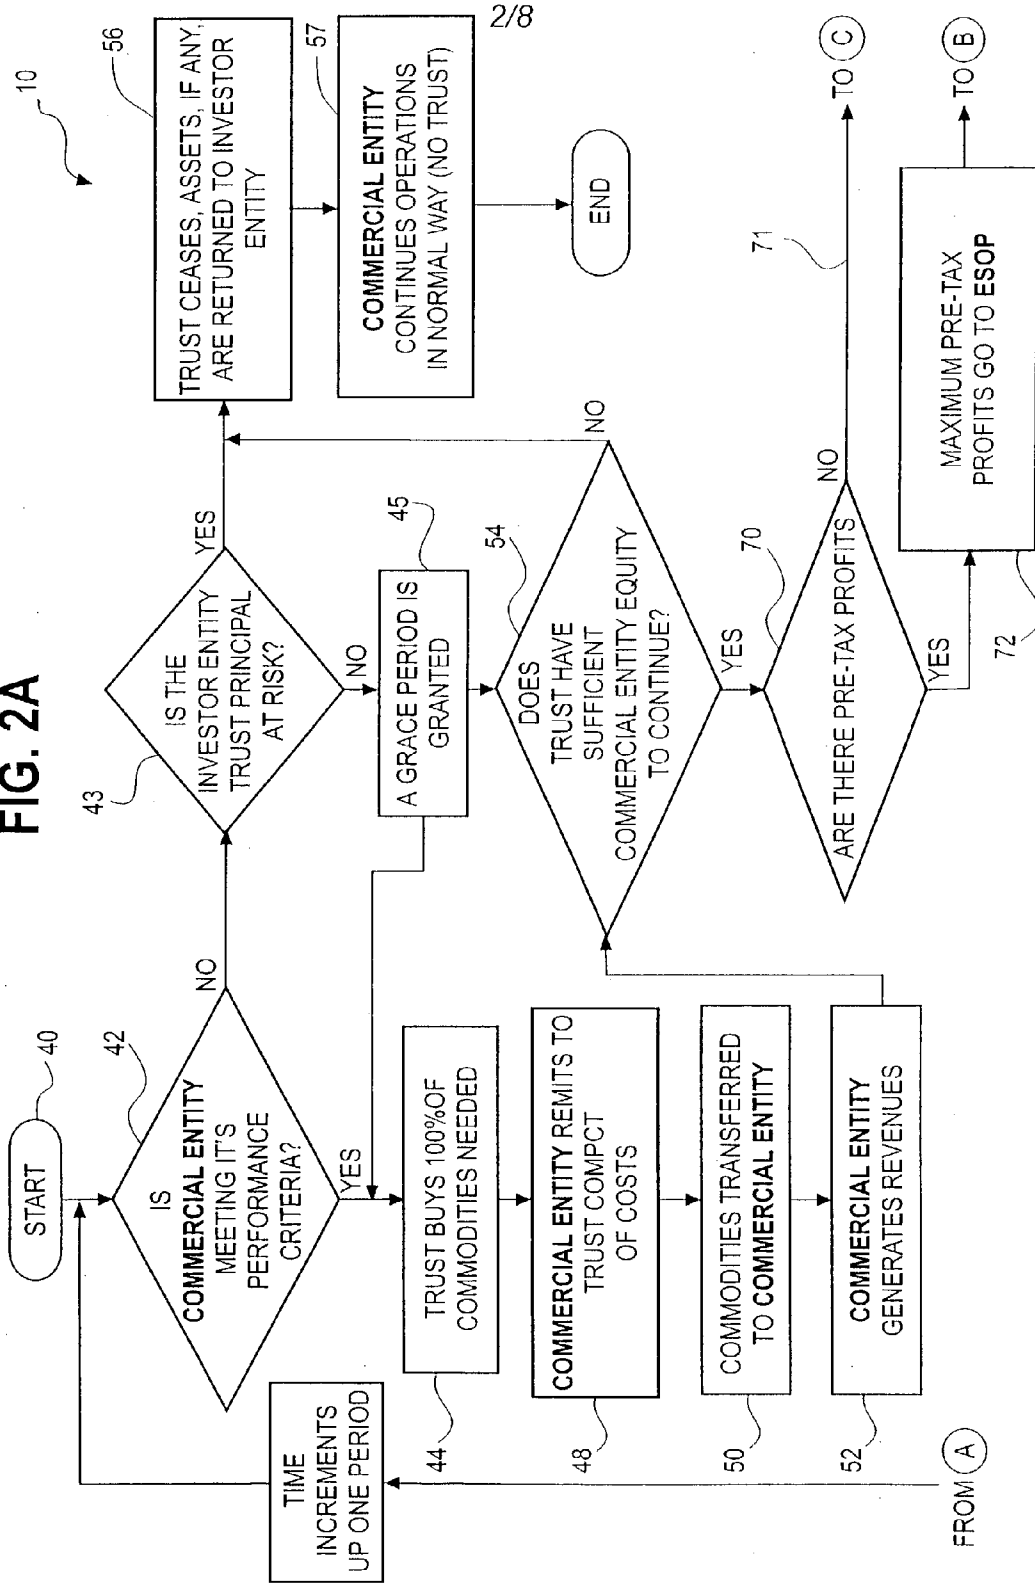 2/8
FIG. 2A
10
START
40
IS
COMMERCIAL ENTITY
MEETING IT'S
PERFORMANCE
CRITERIA?
42
NO
YES
IS THE
INVESTOR ENTITY
TRUST PRINCIPAL
AT RISK?
43
YES
NO
TRUST CEASES, ASSETS, IF ANY,
ARE RETURNED TO INVESTOR
ENTITY
56
COMMERCIAL ENTITY
CONTINUES OPERATIONS
IN NORMAL WAY (NO TRUST)
57
END
TIME
INCREMENTS
UP ONE PERIOD
A GRACE PERIOD IS
GRANTED
45
TRUST BUYS 100%OF
COMMODITIES NEEDED
44
COMMERCIAL ENTITY REMITS TO
TRUST COMPCT
OF COSTS
48
COMMODITIES TRANSFERRED
TO COMMERCIAL ENTITY
50
COMMERCIAL ENTITY
GENERATES REVENUES
52
DOES
TRUST HAVE
SUFFICIENT
COMMERCIAL ENTITY EQUITY
TO CONTINUE?
54
NO
YES
ARE THERE PRE-TAX PROFITS
70
NO
71
TO C
YES
MAXIMUM PRE-TAX
PROFITS GO TO ESOP
72
TO B
FROM A